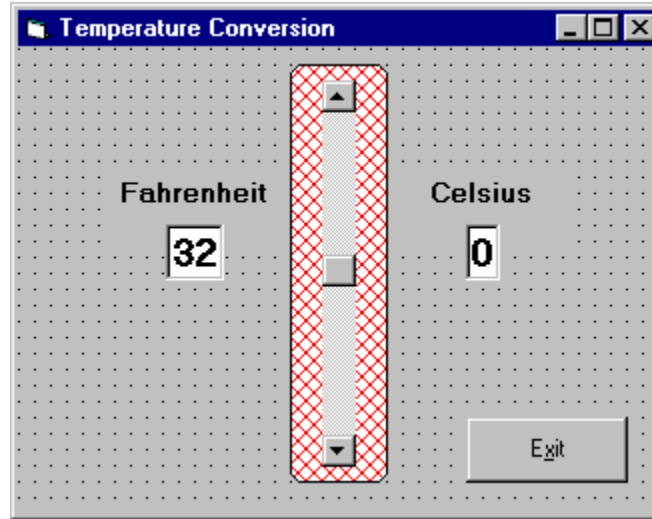 Temperature Conversion
Fahrenheit
Celsius
32
0
Exit